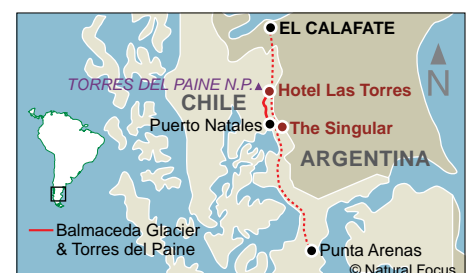 EL CALAFATE
TORRES DEL PAINE N.P.
Hotel Las Torres
CHILE
N
Puerto Natales
The Singular
ARGENTINA
Balmaceda Glacier
& Torres del Paine
Punta Arenas
© Natural Focus